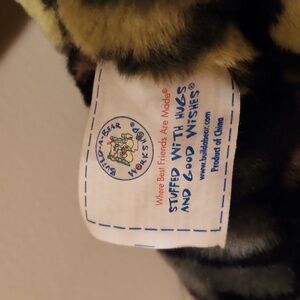 BUILD-A-BEAR
WORKSHOP®
Where Best Friends Are Made®
STUFFED WITH HUGS
AND GOOD WISHES®
www.buildabear.com
Product of China